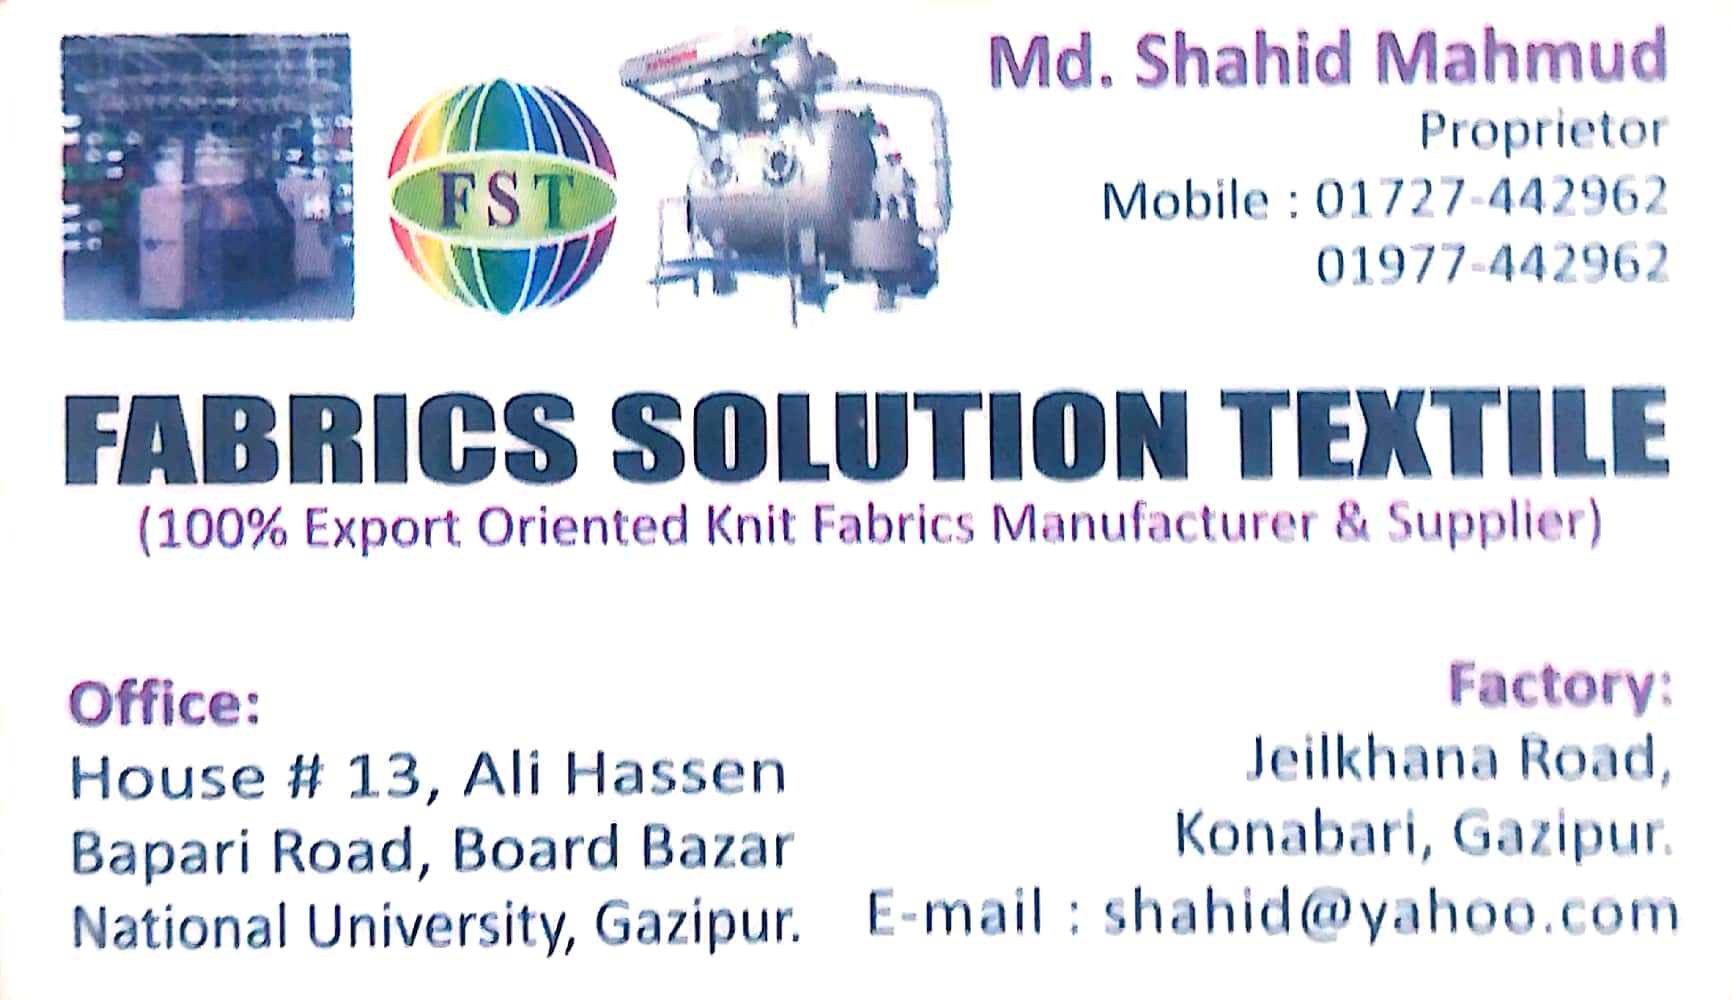 FST
Md. Shahid Mahmud
Proprietor
Mobile : 01727-442962
01977-442962
FABRICS SOLUTION TEXTILE
(100% Export Oriented Knit Fabrics Manufacturer & Supplier)
Office:
House # 13, Ali Hassen
Bapari Road, Board Bazar
National University, Gazipur.
Factory:
Jeilkhana Road,
Konabari, Gazipur.
E-mail : shahid@yahoo.com